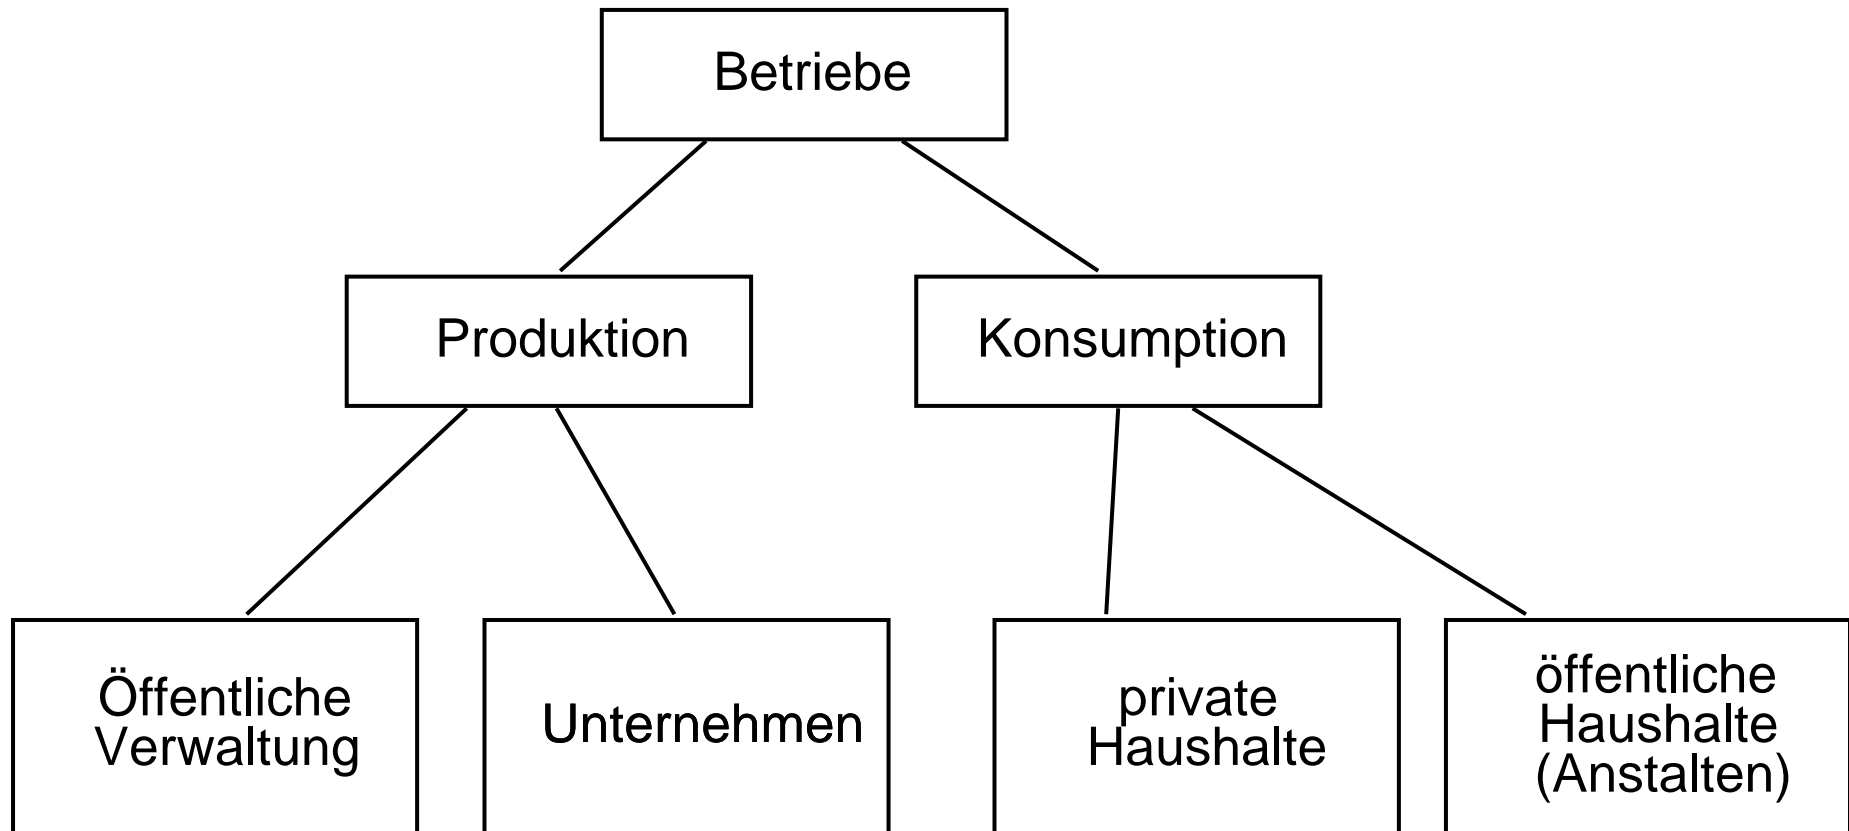 Betriebe
Produktion
Konsumption
Öffentliche
Verwaltung
Unternehmen
private
Haushalte
öffentliche
Haushalte
(Anstalten)